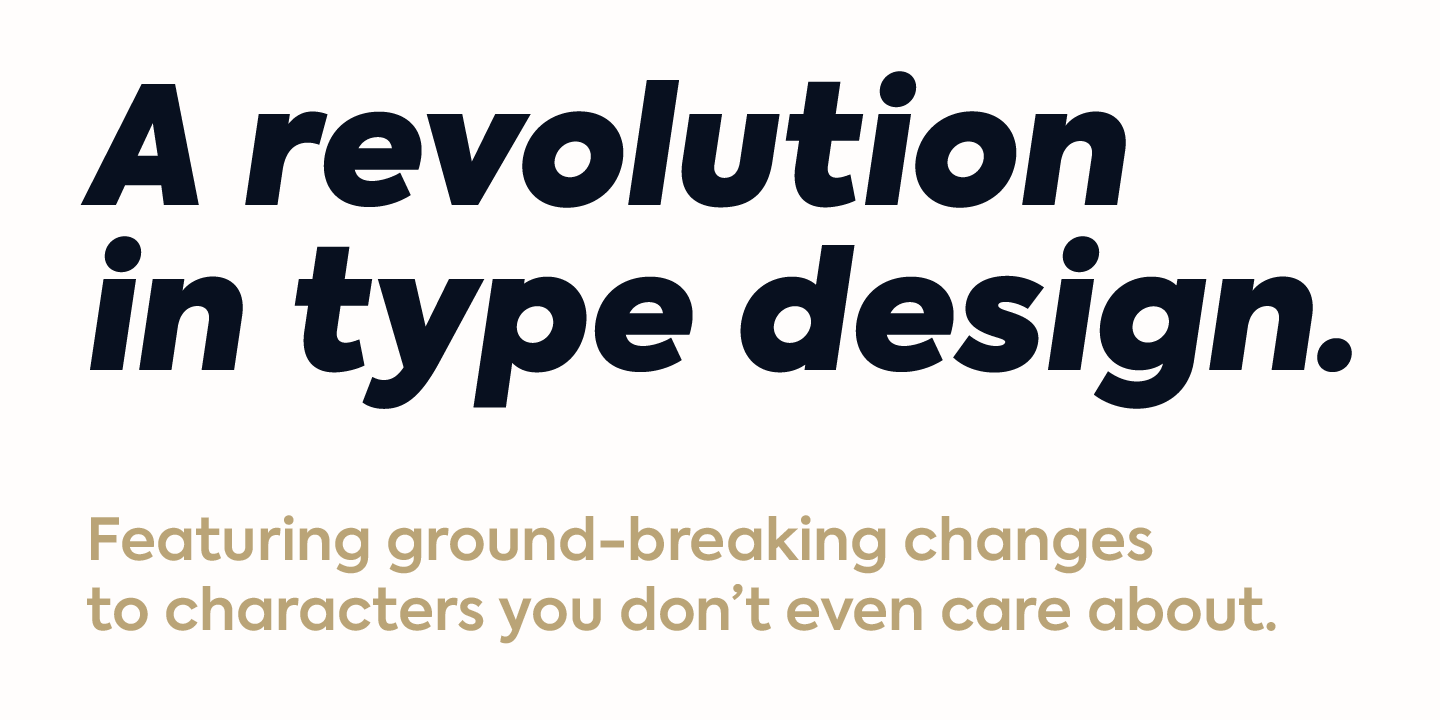 A revolution
in type design.
Featuring ground-breaking changes
to characters you don’t even care about.